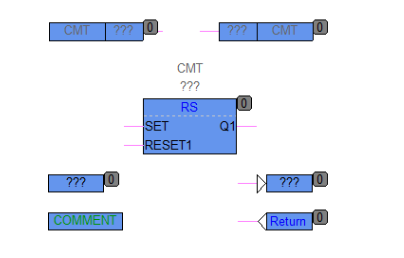 CMT ??? 0
??? CMT 0
CMT
???
0
RS
SET Q1
RESET1
??? 0
??? 0
COMMENT
Return 0